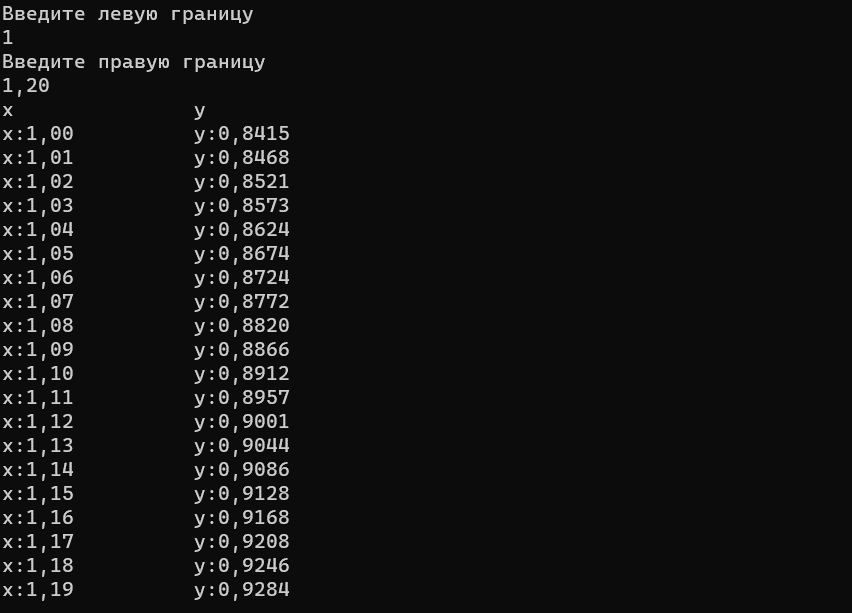 Введите левую границу
1
Введите правую границу
1,20
x y
x:1,00 y:0,8415
x:1,01 y:0,8468
x:1,02 y:0,8521
x:1,03 y:0,8573
x:1,04 y:0,8624
x:1,05 y:0,8674
x:1,06 y:0,8724
x:1,07 y:0,8772
x:1,08 y:0,8820
x:1,09 y:0,8866
x:1,10 y:0,8912
x:1,11 y:0,8957
x:1,12 y:0,9001
x:1,13 y:0,9044
x:1,14 y:0,9086
x:1,15 y:0,9128
x:1,16 y:0,9168
x:1,17 y:0,9208
x:1,18 y:0,9246
x:1,19 y:0,9284